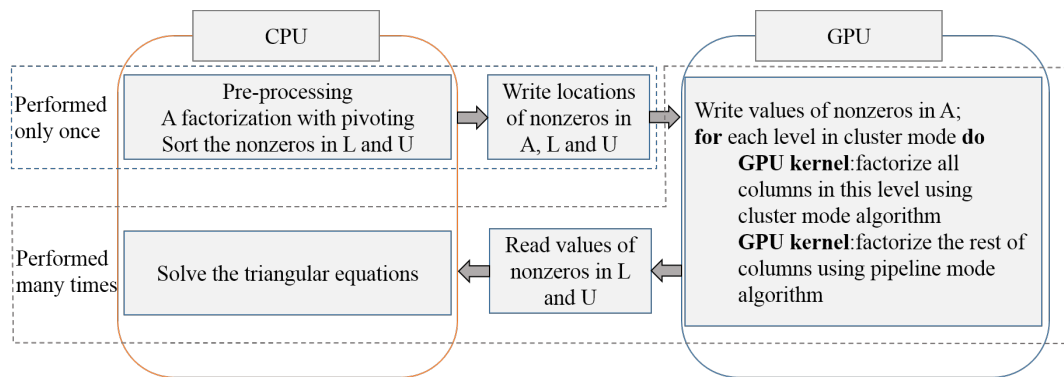 CPU
GPU
Performed
only once
Pre-processing
A factorization with pivoting
Sort the nonzeros in L and U
Write locations
of nonzeros in
A, L and U
Write values of nonzeros in A;
for each level in cluster mode do
GPU kernel:factorize all
columns in this level using
cluster mode algorithm
GPU kernel:factorize the rest of
columns using pipeline mode
algorithm
Performed
many times
Solve the triangular equations
Read values of
nonzeros in L
and U